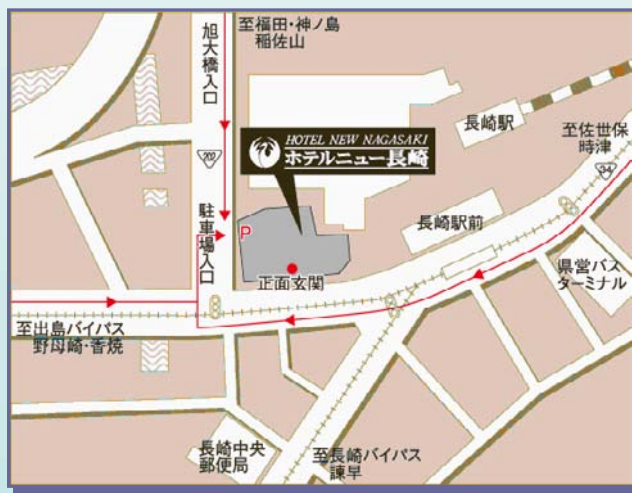 至福田・神ノ島
稲佐山
旭大橋入口
202
長崎駅
至佐世保
時津
HOTEL NEW NAGASAKI
ホテルニュー長崎
駐車場入口
P
長崎駅前
正面玄関
県営バス
ターミナル
至出島バイパス
野母崎・香焼
長崎中央
郵便局
至長崎バイパス
諫早